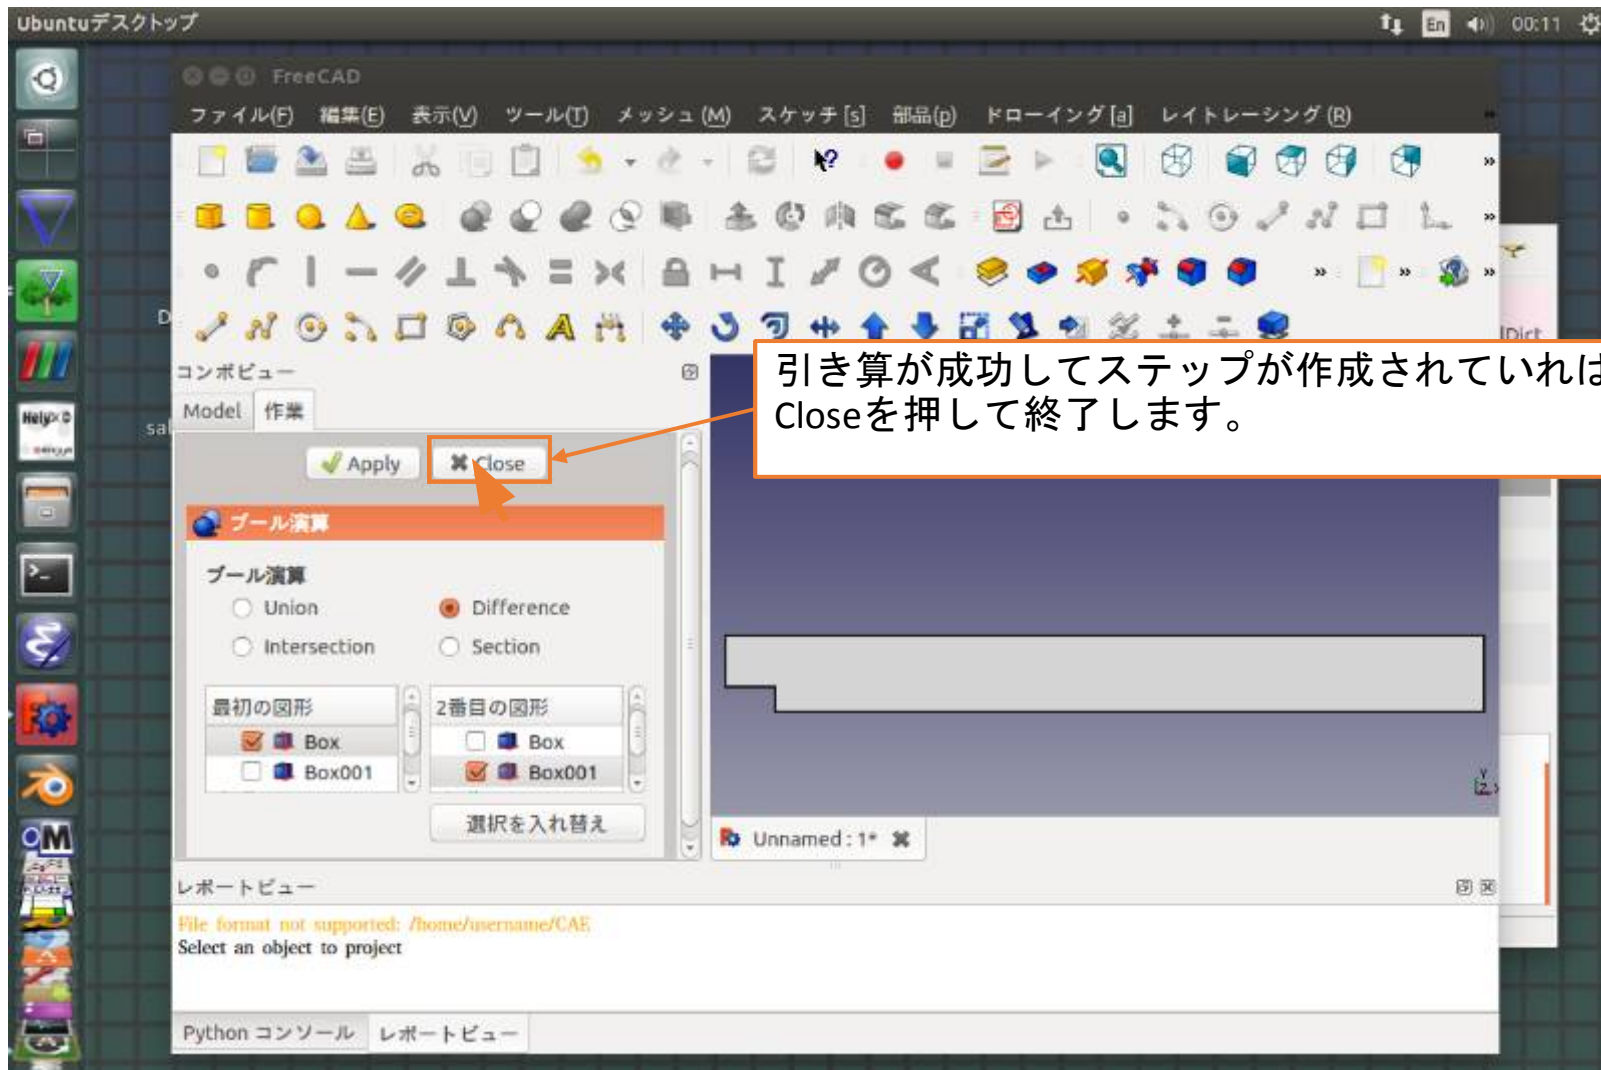 Ubuntuデスクトップ
En
00:11
FreeCAD
ファイル(F) 編集(E) 表示(V) ツール(T) メッシュ(M) スケッチ[s] 部品(p) ドローイング[a] レイトレーシング(R)
D
lDict
引き算が成功してステップが作成されていれば
Closeを押して終了します。
コンボビュー
Model 作業
Helyx
sal
Apply Close
ブール演算
ブール演算
Union Difference
Intersection Section
最初の図形 2番目の図形
Box Box
Box001 Box001
選択を入れ替え
Y
Z
Unnamed : 1*
レポートビュー
File format not supported: /home/username/CAE
Select an object to project
Python コンソール レポートビュー